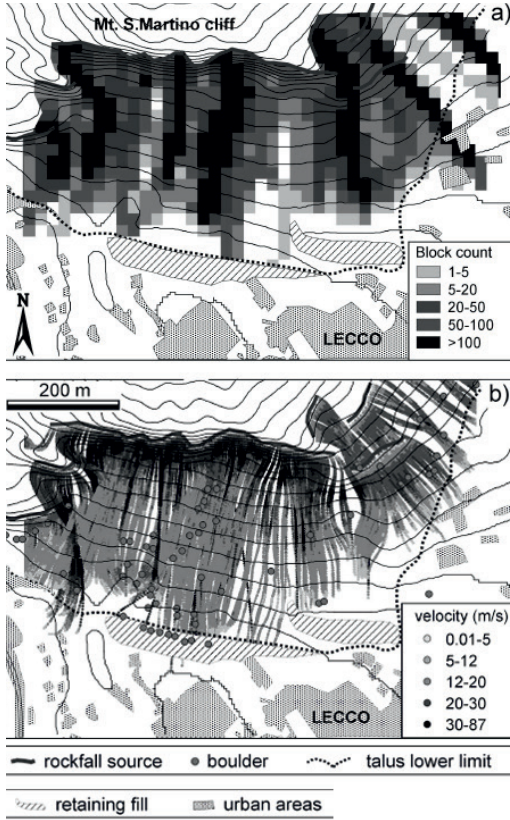 Mt. S.Martino cliff
a)
Block count
1-5
5-20
20-50
50-100
>100
N
LECCO
200 m
b)
velocity (m/s)
0.01-5
5-12
12-20
20-30
30-87
LECCO
rockfall source
boulder
talus lower limit
retaining fill
urban areas